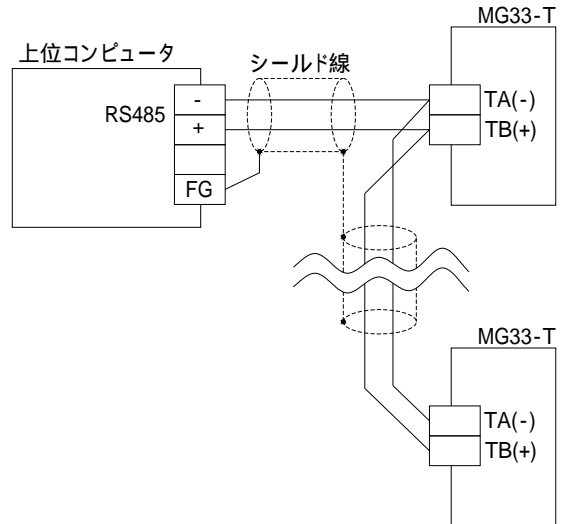 MG33-T
上位コンピュータ
シールド線
RS485
-
+
FG
TA(-)
TB(+)
MG33-T
TA(-)
TB(+)